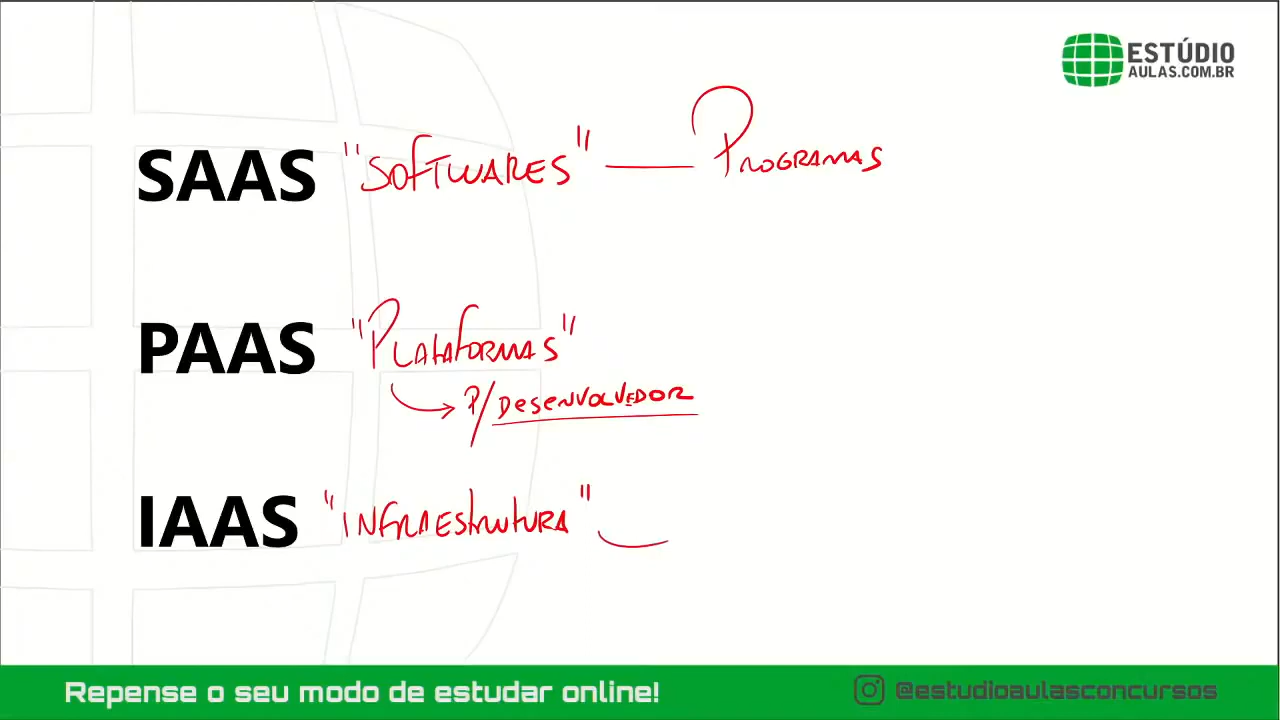 ESTÚDIO
AULAS.COM.BR
SAAS "SOFTWARES" — PROGRAMAS
PAAS "PLATAFORMAS"
P/ DESENVOLVEDOR
IAAS "INFRAESTRUTURA"
Repense o seu modo de estudar online!
@estudioaulasconcursos